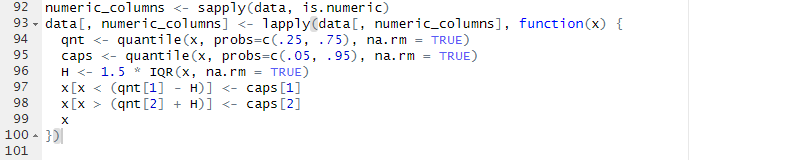 92 numeric_columns <- sapply(data, is.numeric)
93 data[, numeric_columns] <- lapply(data[, numeric_columns], function(x) {
94   qnt <- quantile(x, probs=c(.25, .75), na.rm = TRUE)
95   caps <- quantile(x, probs=c(.05, .95), na.rm = TRUE)
96   H <- 1.5 * IQR(x, na.rm = TRUE)
97   x[x < (qnt[1] - H)] <- caps[1]
98   x[x > (qnt[2] + H)] <- caps[2]
99   x
100 })
101